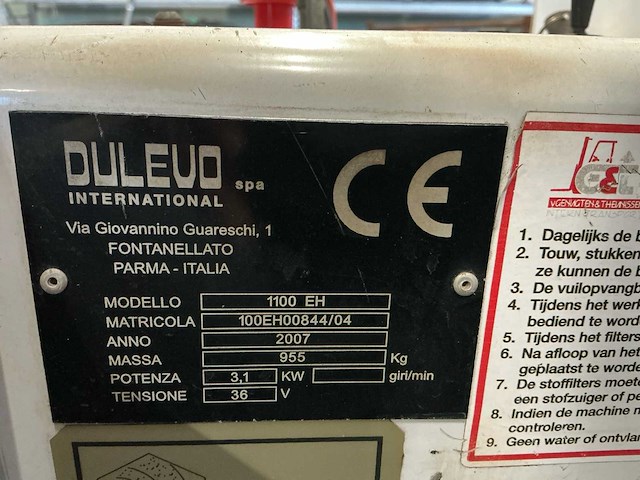 DULEVO spa
INTERNATIONAL
CE
Via Giovannino Guareschi, 1
FONTANELLATO
PARMA - ITALIA
MODELLO 1100 EH
MATRICOLA 100EH00844/04
ANNO 2007
MASSA 955 Kg
POTENZA 3,1 KW giri/min
TENSIONE 36 V
1. Dagelijks de
2. Touw, stukken
ze kunnen de
3. De vuilopvangb
4. Tijdens het werk
bediend te word
5. Tijdens het filters
6. Na afloop van het
geplaatst te worde
7. De stoffilters moet
een stofzuiger of pe
8. Indien de machine
controleren.
9. Geen water of ontvlam